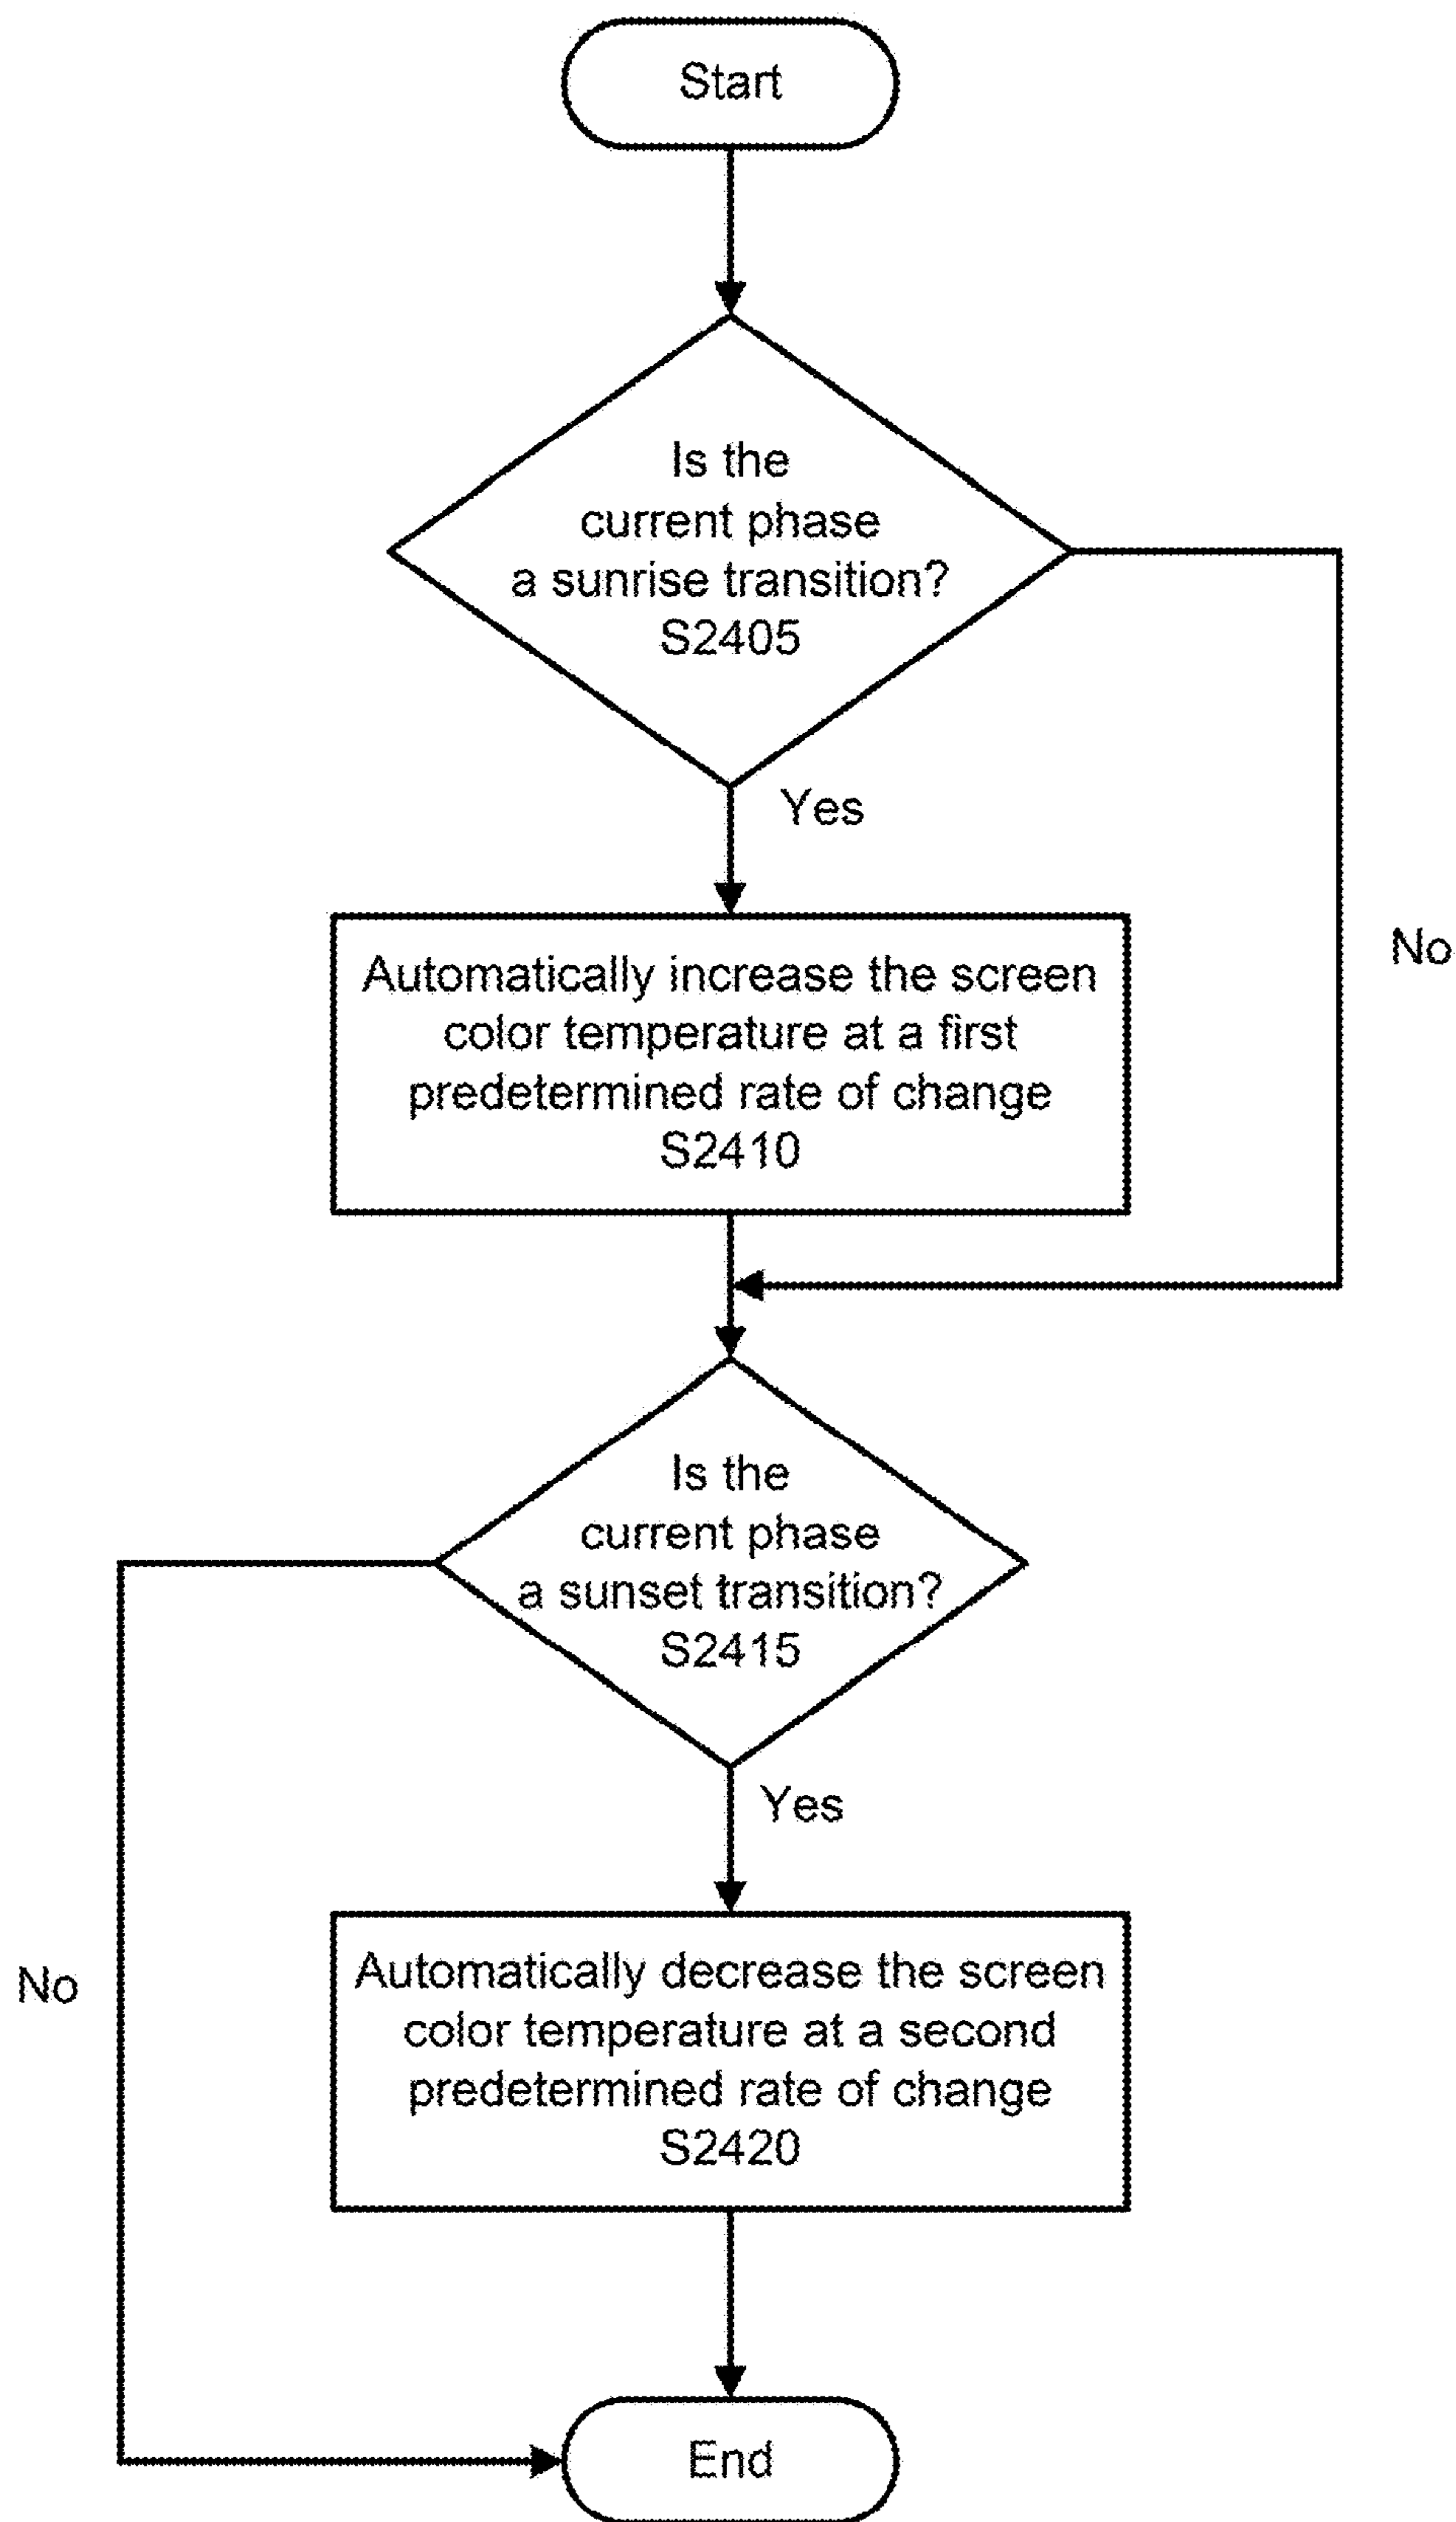 Start
Is the
current phase
a sunrise transition?
S2405
Yes
No
Automatically increase the screen
color temperature at a first
predetermined rate of change
S2410
Is the
current phase
a sunset transition?
S2415
Yes
No
Automatically decrease the screen
color temperature at a second
predetermined rate of change
S2420
End